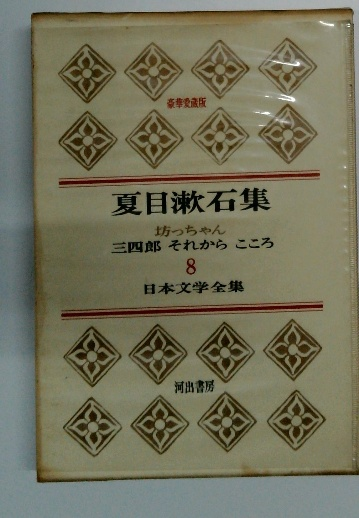 豪華愛蔵版
夏目漱石集
坊っちゃん
三四郎 それから こころ
8
日本文学全集
河出書房